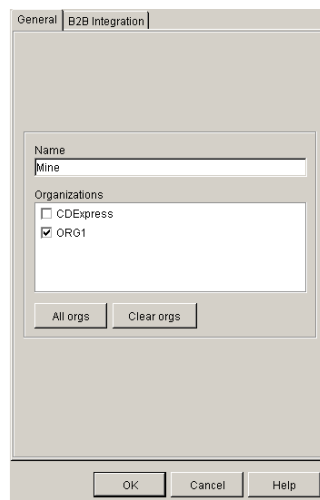 General B2B Integration
Name
Mine
Organizations
CDExpress
ORG1
All orgs Clear orgs
OK Cancel Help